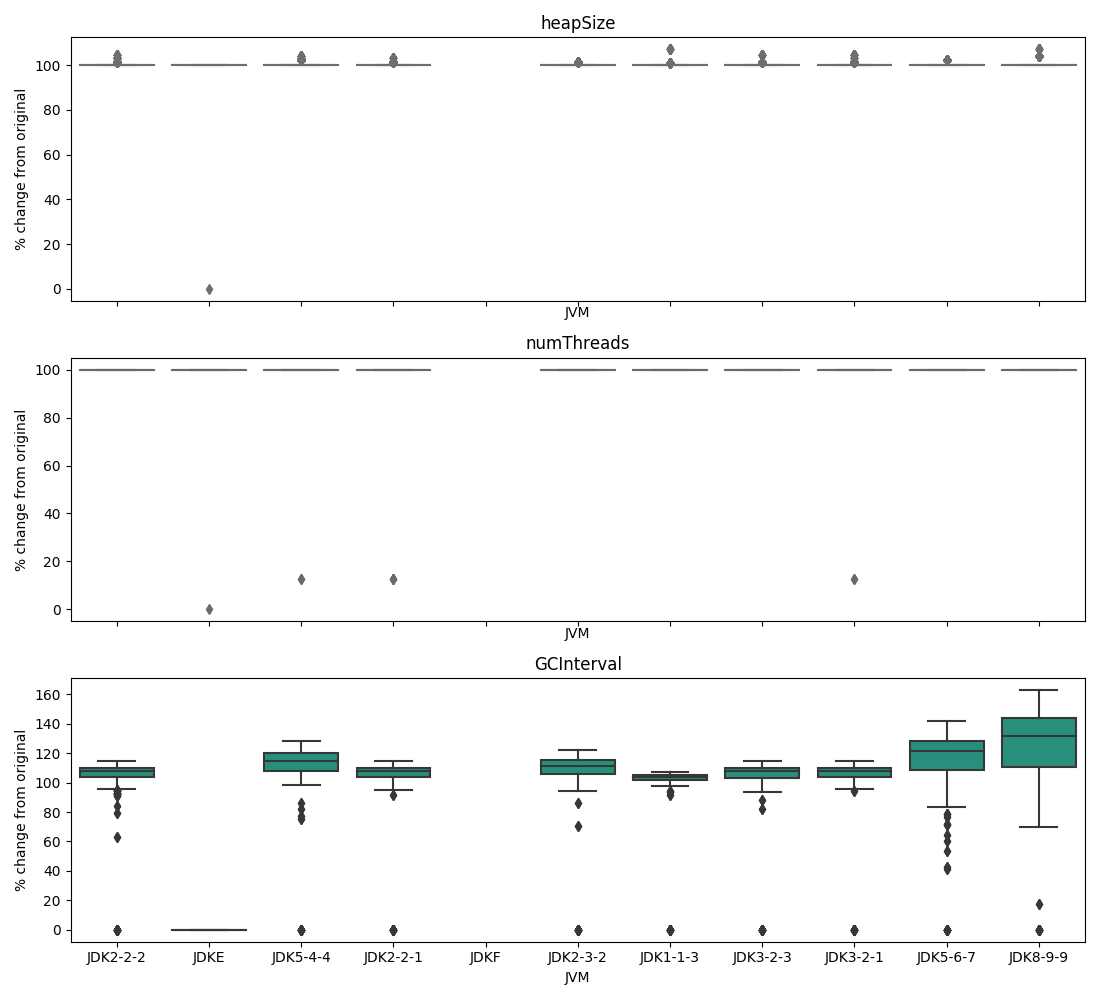 heapSize
% change from original
100
80
60
40
20
0
JVM
numThreads
% change from original
100
80
60
40
20
0
JVM
GCInterval
% change from original
160
140
120
100
80
60
40
20
0
JDK2-2-2 JDKE JDK5-4-4 JDK2-2-1 JDKF JDK2-3-2 JDK1-1-3 JDK3-2-3 JDK3-2-1 JDK5-6-7 JDK8-9-9
JVM